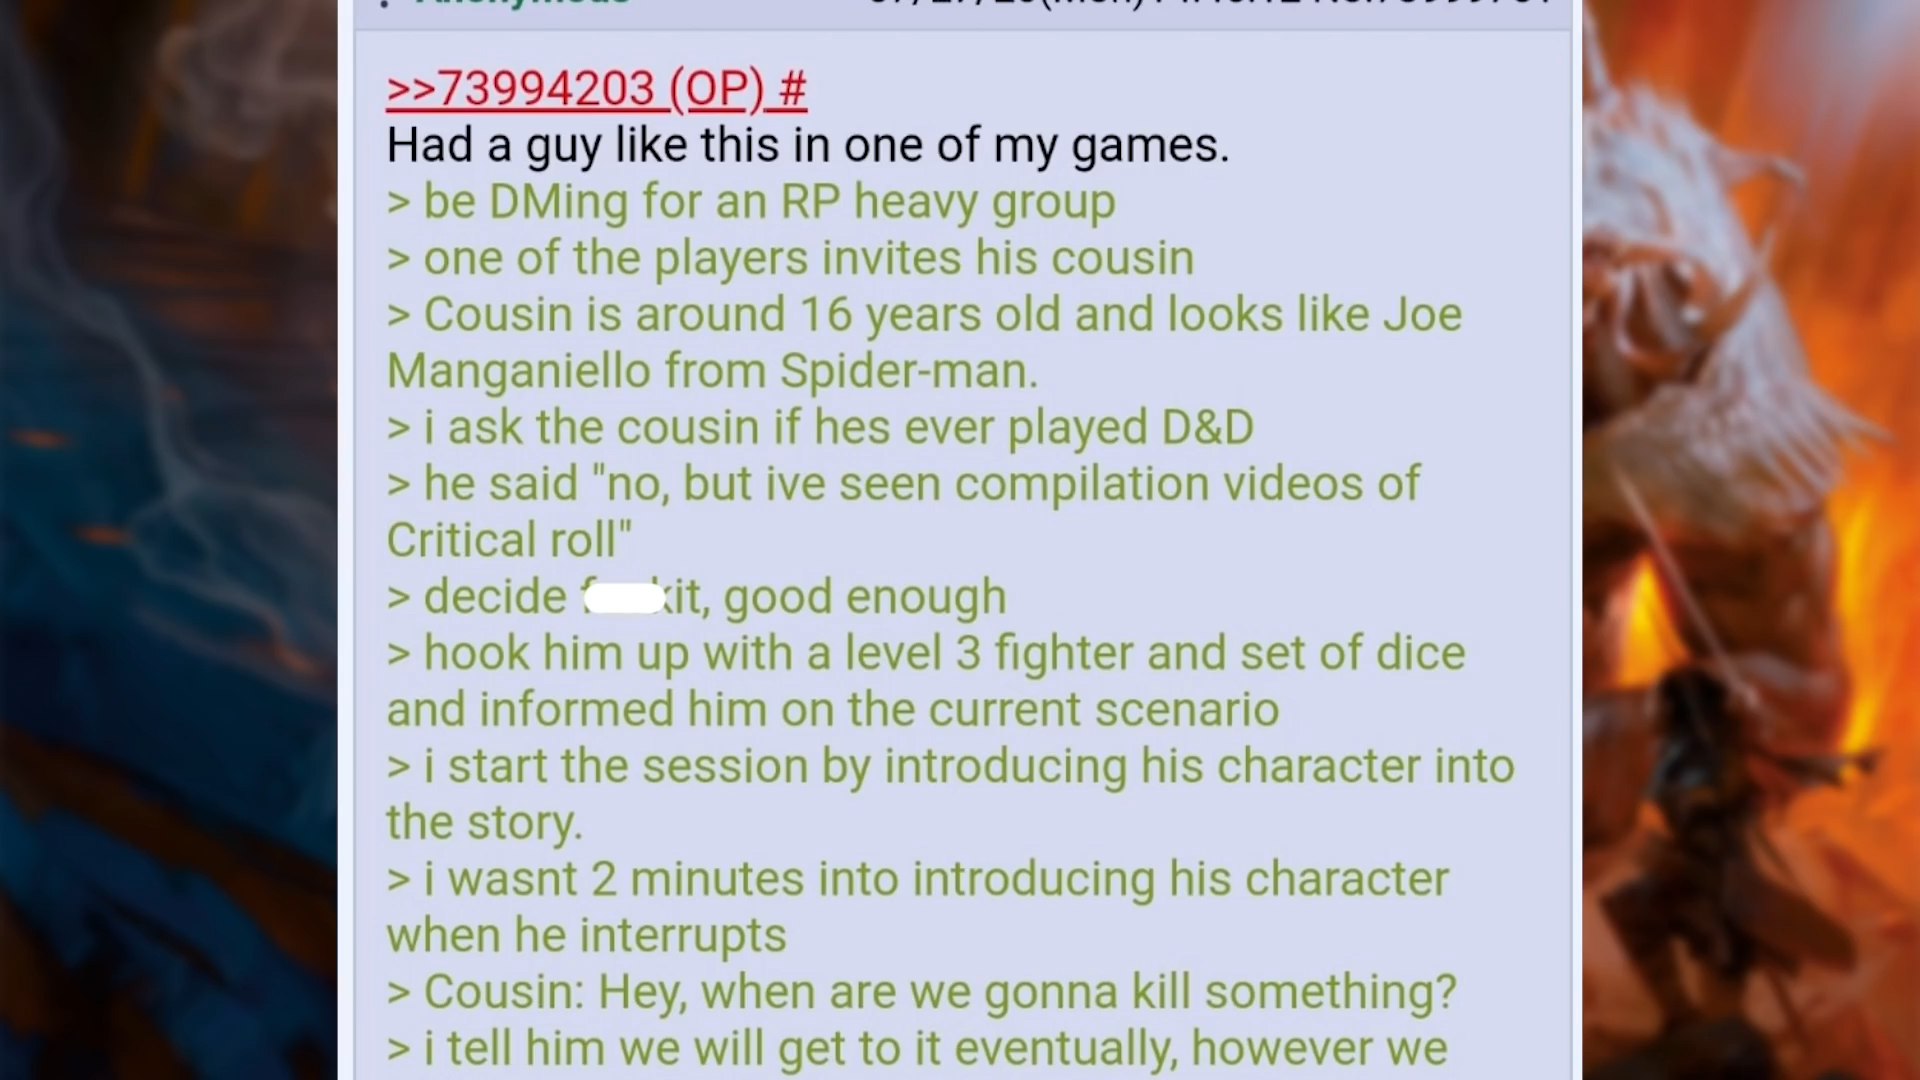 >>73994203 (OP) #
Had a guy like this in one of my games.
> be DMing for an RP heavy group
> one of the players invites his cousin
> Cousin is around 16 years old and looks like Joe
Manganiello from Spider-man.
> i ask the cousin if hes ever played D&D
> he said "no, but ive seen compilation videos of
Critical roll"
> decide f kit, good enough
> hook him up with a level 3 fighter and set of dice
and informed him on the current scenario
> i start the session by introducing his character into
the story.
> i wasnt 2 minutes into introducing his character
when he interrupts
> Cousin: Hey, when are we gonna kill something?
> i tell him we will get to it eventually, however we